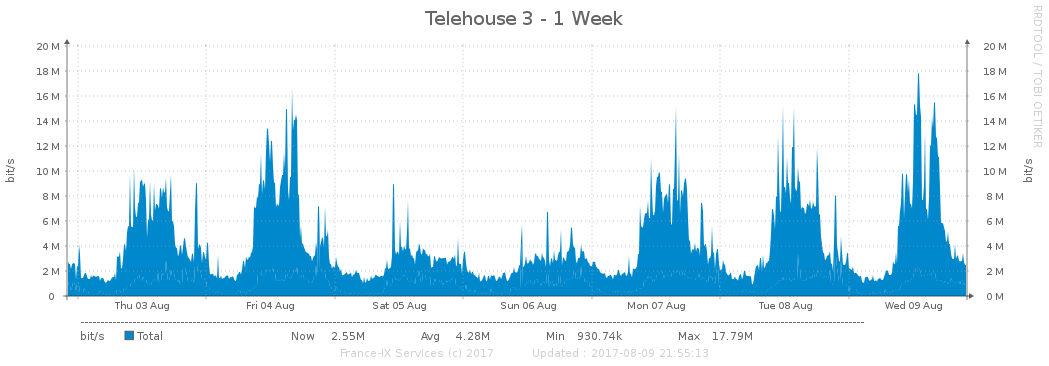 Telehouse 3 - 1 Week
RRDTOOL / TOBI OETIKER
bit/s
bit/s
20 M 20 M
18 M 18 M
16 M 16 M
14 M 14 M
12 M 12 M
10 M 10 M
8 M 8 M
6 M 6 M
4 M 4 M
2 M 2 M
0 0 M
Thu 03 Aug Fri 04 Aug Sat 05 Aug Sun 06 Aug Mon 07 Aug Tue 08 Aug Wed 09 Aug
bit/s Total Now 2.55M Avg 4.28M Min 930.74k Max 17.79M
France-IX Services (c) 2017 Updated : 2017-08-09 21:55:13